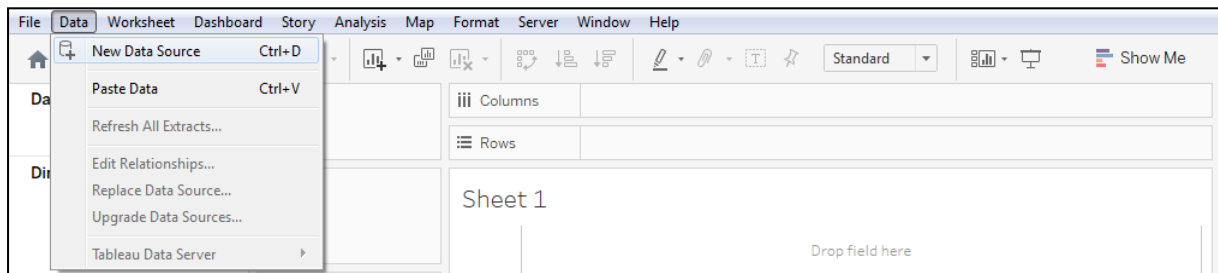 File Data Worksheet Dashboard Story Analysis Map Format Server Window Help
New Data Source Ctrl+D
Standard
Show Me
Paste Data Ctrl+V
Refresh All Extracts...
Edit Relationships...
Replace Data Source...
Upgrade Data Sources...
Tableau Data Server
Da
Dir
Columns
Rows
Sheet 1
Drop field here